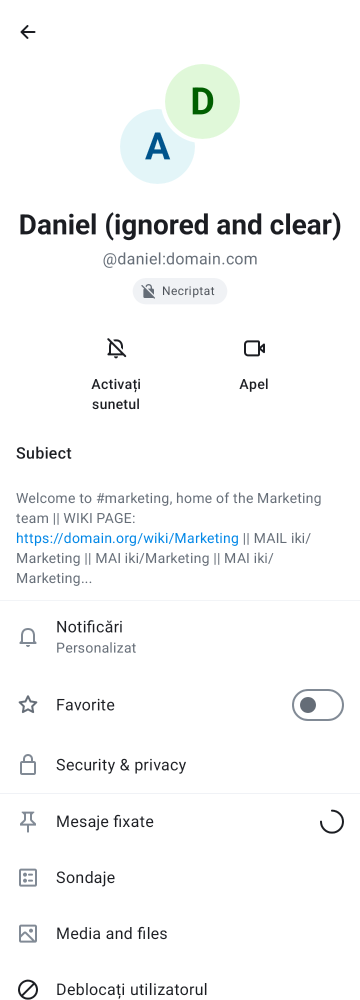 D
A
Daniel (ignored and clear)
@daniel:domain.com
Necriptat
Activați
sunetul
Apel
Subiect
Welcome to #marketing, home of the Marketing
team || WIKI PAGE:
https://domain.org/wiki/Marketing || MAIL iki/
Marketing || MAI iki/Marketing || MAI iki/
Marketing...
Notificări
Personalizat
Favorite
Security & privacy
Mesaje fixate
Sondaje
Media and files
Deblocați utilizatorul